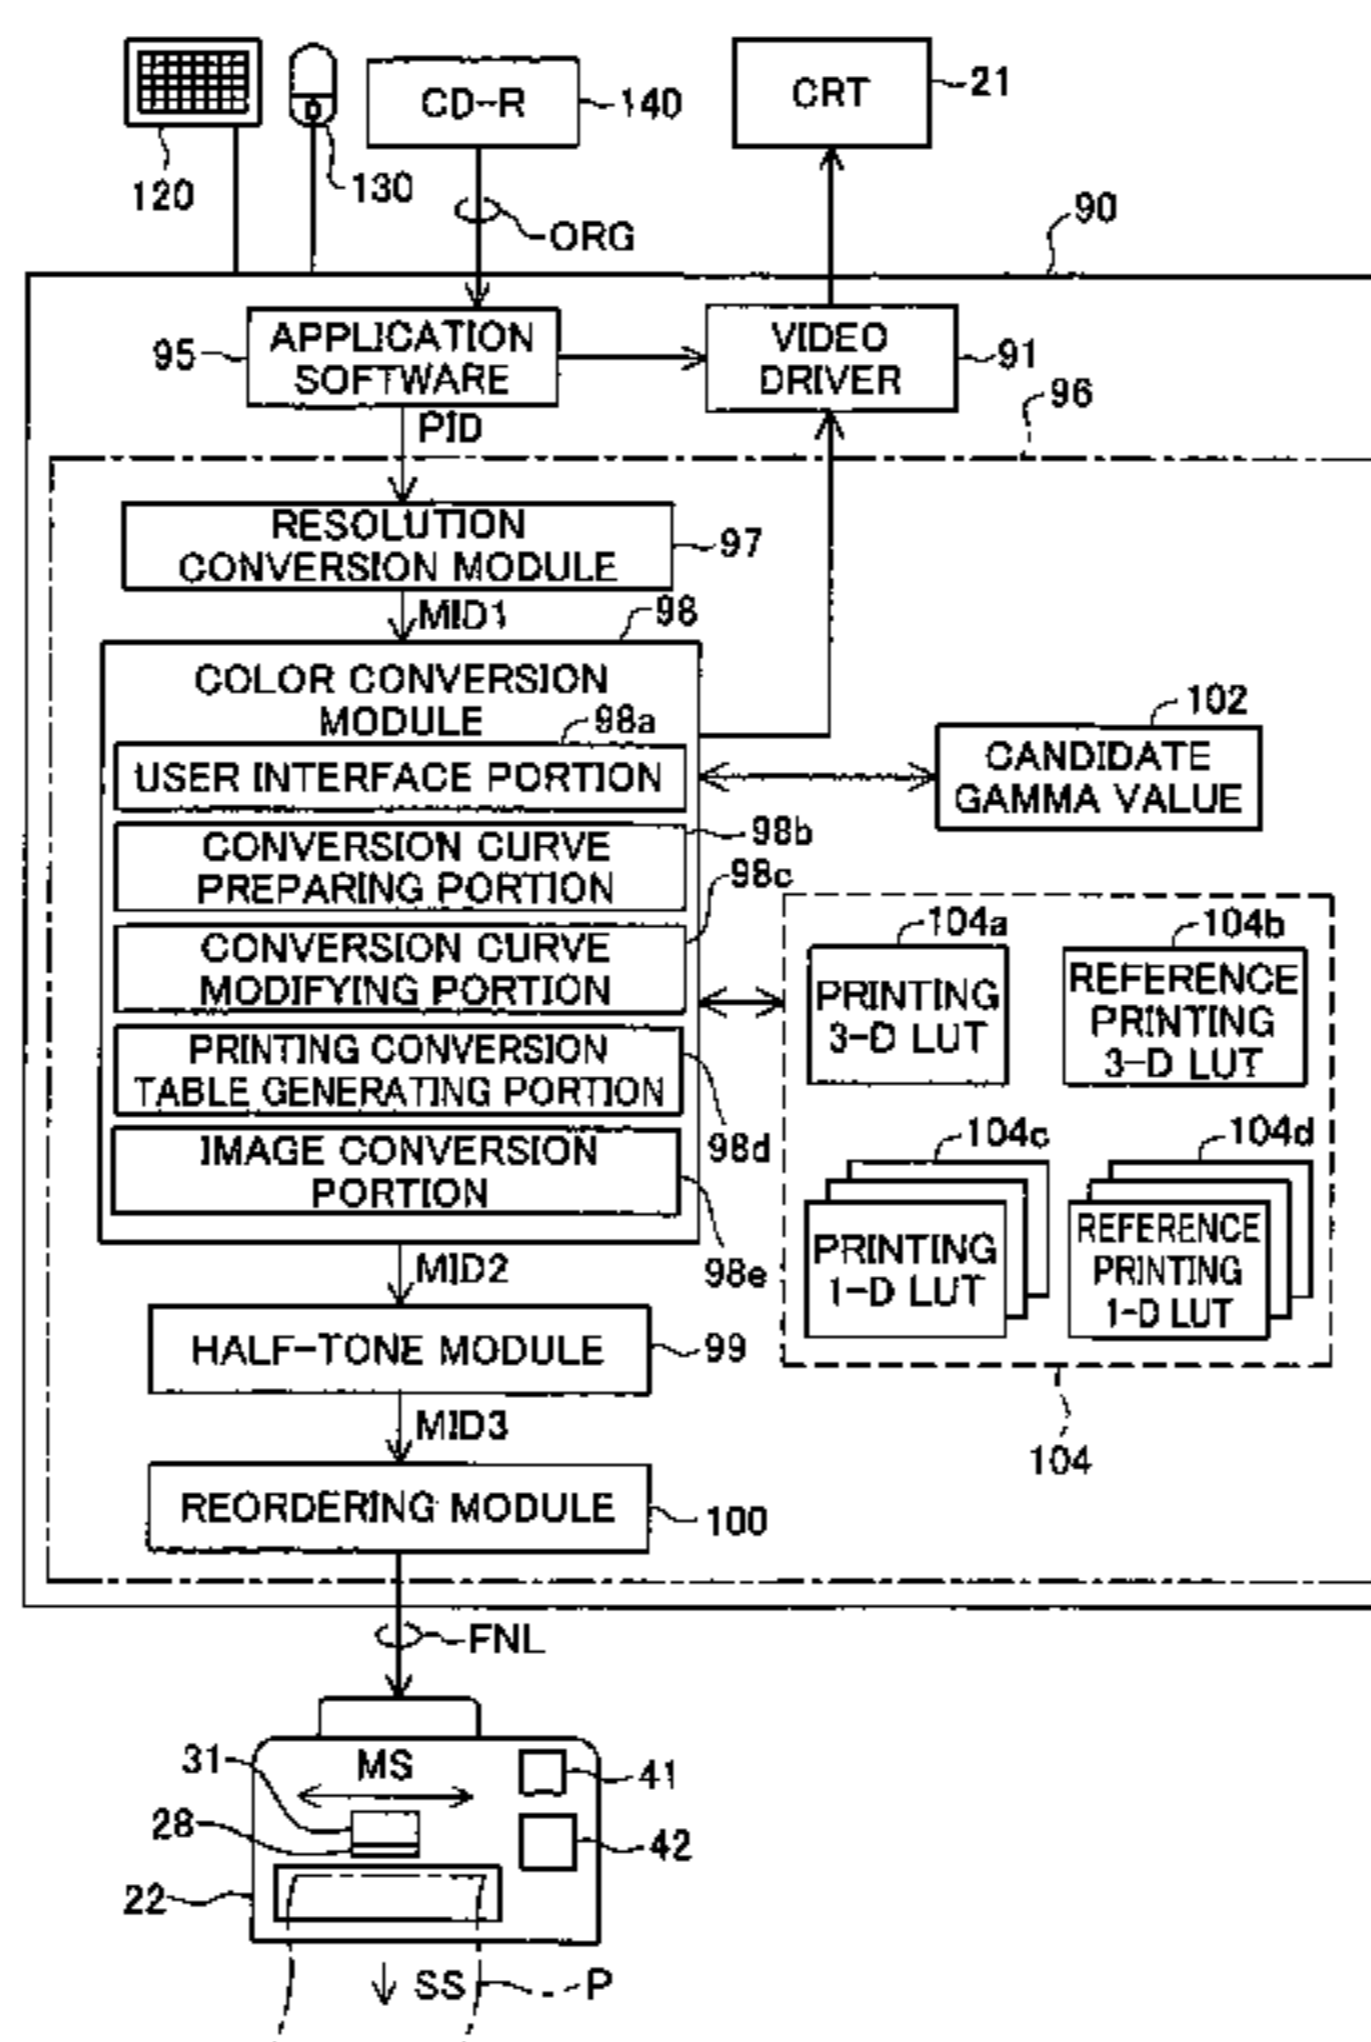 CD-R
140
CRT
21
120
130
ORG
90
APPLICATION
SOFTWARE
95
VIDEO
DRIVER
91
PID
96
RESOLUTION
CONVERSION MODULE
97
MID1
98
COLOR CONVERSION
MODULE
98a
USER INTERFACE PORTION
102
CANDIDATE
GAMMA VALUE
CONVERSION CURVE
PREPARING PORTION
98b
98c
CONVERSION CURVE
MODIFYING PORTION
104a
PRINTING
3-D LUT
104b
REFERENCE
PRINTING
3-D LUT
PRINTING CONVERSION
TABLE GENERATING PORTION
98d
IMAGE CONVERSION
PORTION
98e
104c
PRINTING
1-D LUT
104d
REFERENCE
PRINTING
1-D LUT
MID2
HALF-TONE MODULE
99
104
MID3
REORDERING MODULE
100
FNL
31
MS
41
28
42
22
SS
P